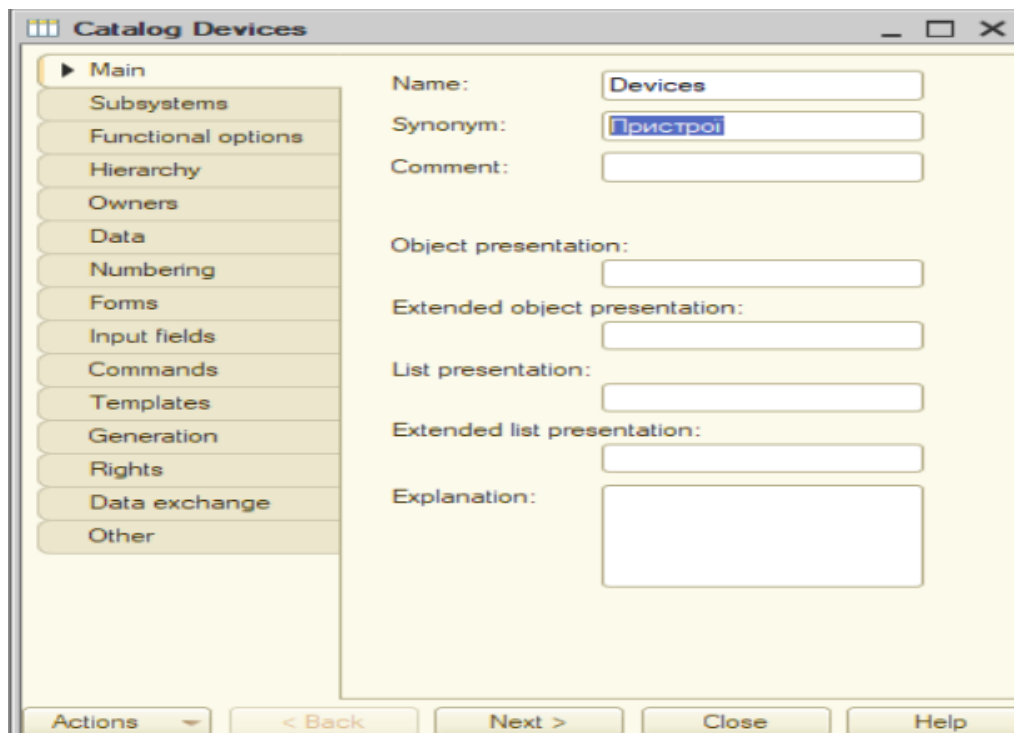 Catalog Devices
Main
Subsystems
Functional options
Hierarchy
Owners
Data
Numbering
Forms
Input fields
Commands
Templates
Generation
Rights
Data exchange
Other
Name: Devices
Synonym: Пристрої
Comment:
Object presentation:
Extended object presentation:
List presentation:
Extended list presentation:
Explanation:
Actions < Back Next > Close Help